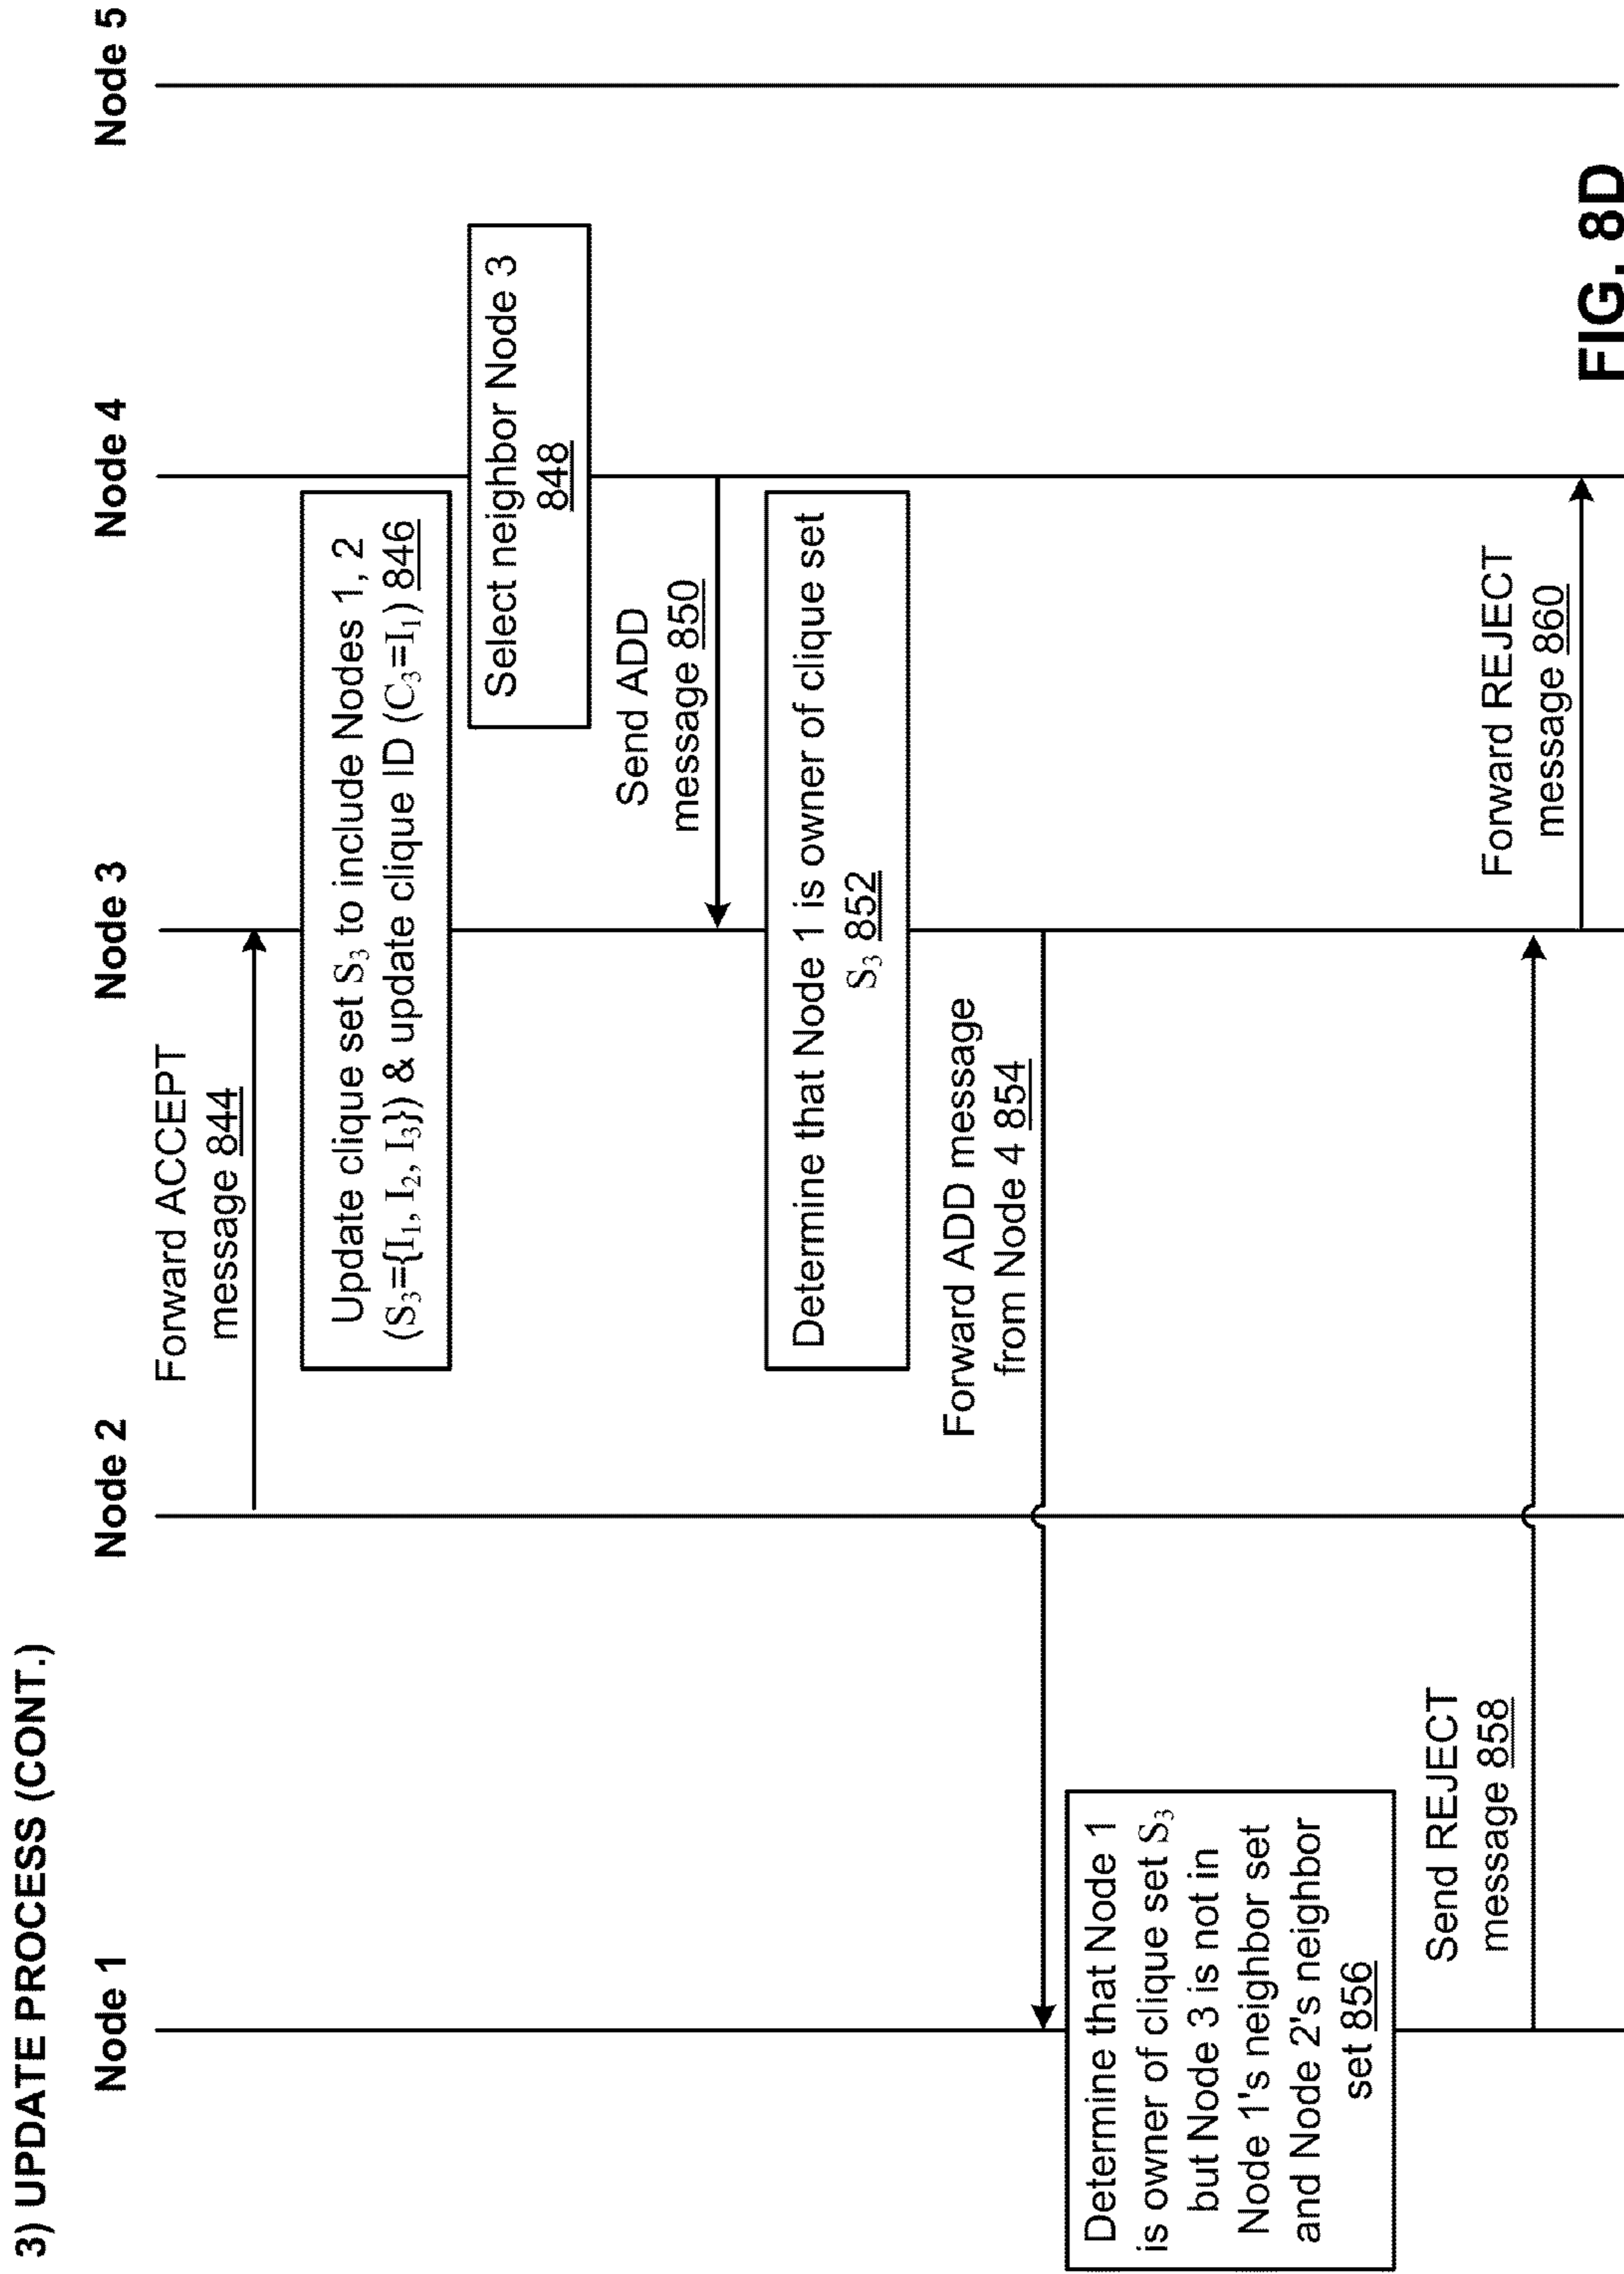 3) UPDATE PROCESS (CONT.)
Node 1
Node 2
Node 3
Node 4
Node 5
Forward ACCEPT
message 844
Update clique set S₃ to include Nodes 1, 2
(S₃={I₁, I₂, I₃}) & update clique ID (C₃=I₁) 846
Select neighbor Node 3
848
Send ADD
message 850
Determine that Node 1 is owner of clique set
S₃ 852
Forward ADD message
from Node 4 854
Determine that Node 1
is owner of clique set S₃
but Node 3 is not in
Node 1's neighbor set
and Node 2's neighbor
set 856
Send REJECT
message 858
Forward REJECT
message 860
FIG. 8D